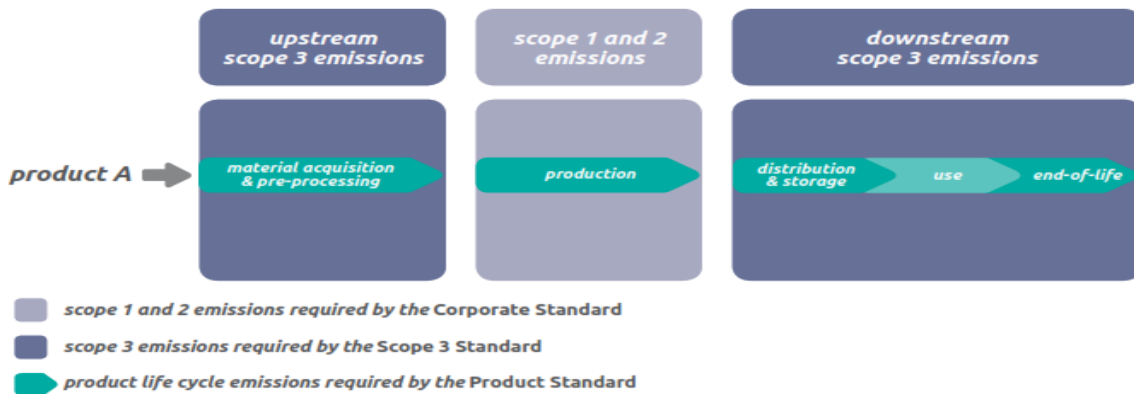 upstream
scope 3 emissions
scope 1 and 2
emissions
downstream
scope 3 emissions
product A
material acquisition
& pre-processing
production
distribution
& storage
use
end-of-life
scope 1 and 2 emissions required by the Corporate Standard
scope 3 emissions required by the Scope 3 Standard
product life cycle emissions required by the Product Standard